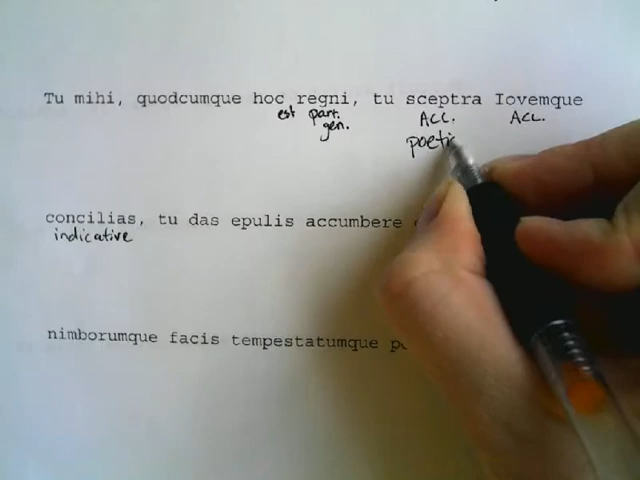 Tu mihi, quodcumque hoc regni, tu sceptra Iovemque
est part. ACC. ACC.
gen.
poeti
concilias, tu das epulis accumbere
indicative
nimborumque facis tempestatumque